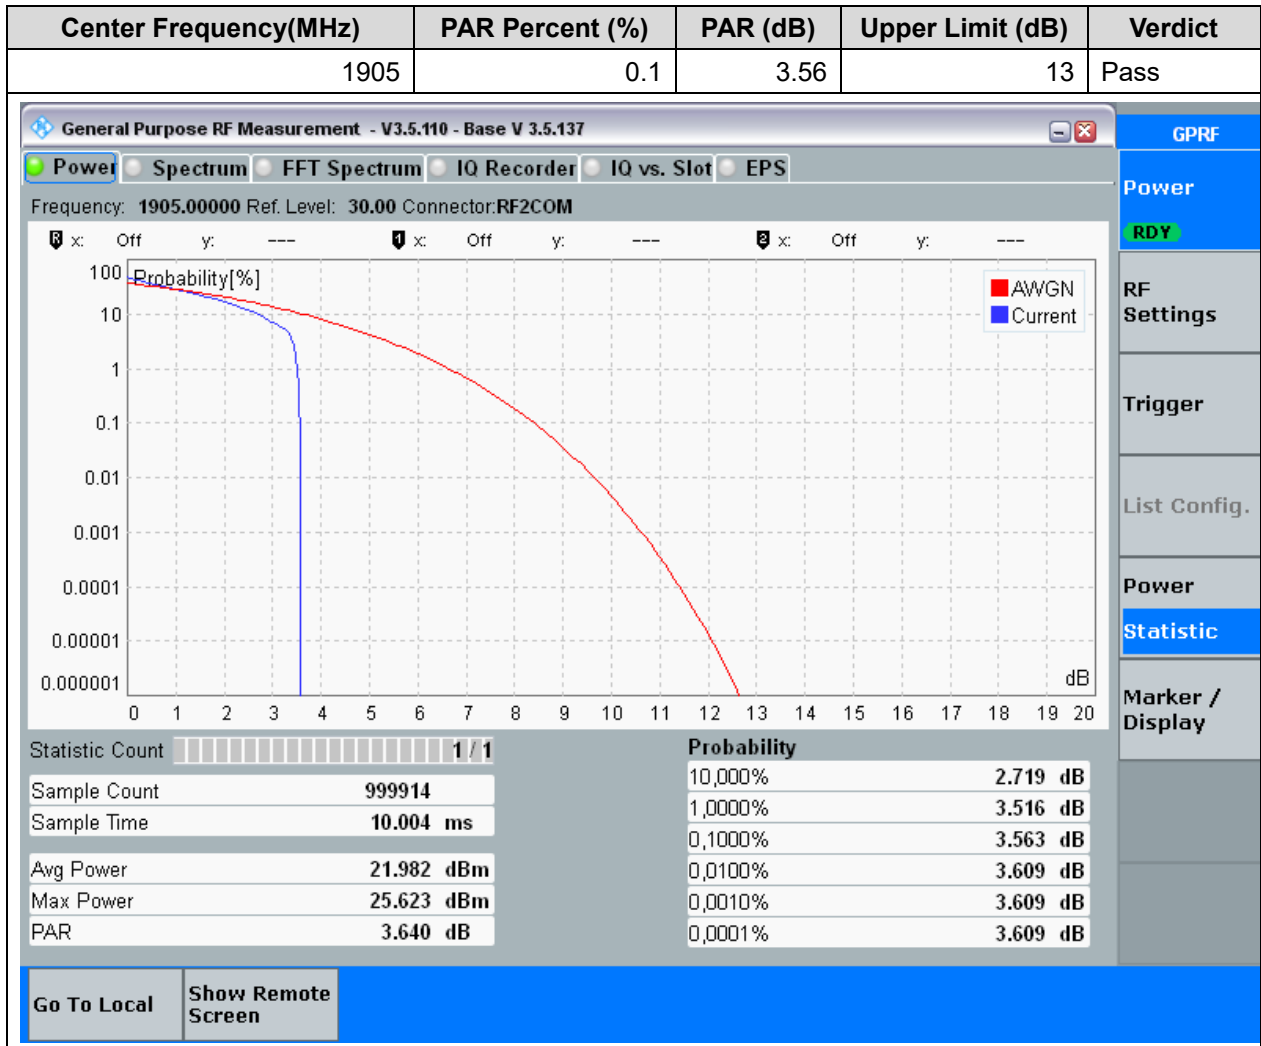 Center Frequency(MHz) PAR Percent (%) PAR (dB) Upper Limit (dB) Verdict
1905 0.1 3.56 13 Pass
General Purpose RF Measurement - V3.5.110 - Base V 3.5.137
GPRF
Power Spectrum FFT Spectrum IQ Recorder IQ vs. Slot EPS
Frequency: 1905.00000 Ref. Level: 30.00 Connector:RF2COM
R x: Off y: --- 1 x: Off y: --- 2 x: Off y: ---
Probability[%]
AWGN
Current
100
10
1
0.1
0.01
0.001
0.0001
0.00001
0.000001
dB
0 1 2 3 4 5 6 7 8 9 10 11 12 13 14 15 16 17 18 19 20
Statistic Count 1 / 1
Sample Count 999914
Sample Time 10.004 ms
Avg Power 21.982 dBm
Max Power 25.623 dBm
PAR 3.640 dB
Probability
10,000% 2.719 dB
1,0000% 3.516 dB
0,1000% 3.563 dB
0,0100% 3.609 dB
0,0010% 3.609 dB
0,0001% 3.609 dB
Power
RDY
RF
Settings
Trigger
List Config.
Power
Statistic
Marker /
Display
Go To Local
Show Remote
Screen